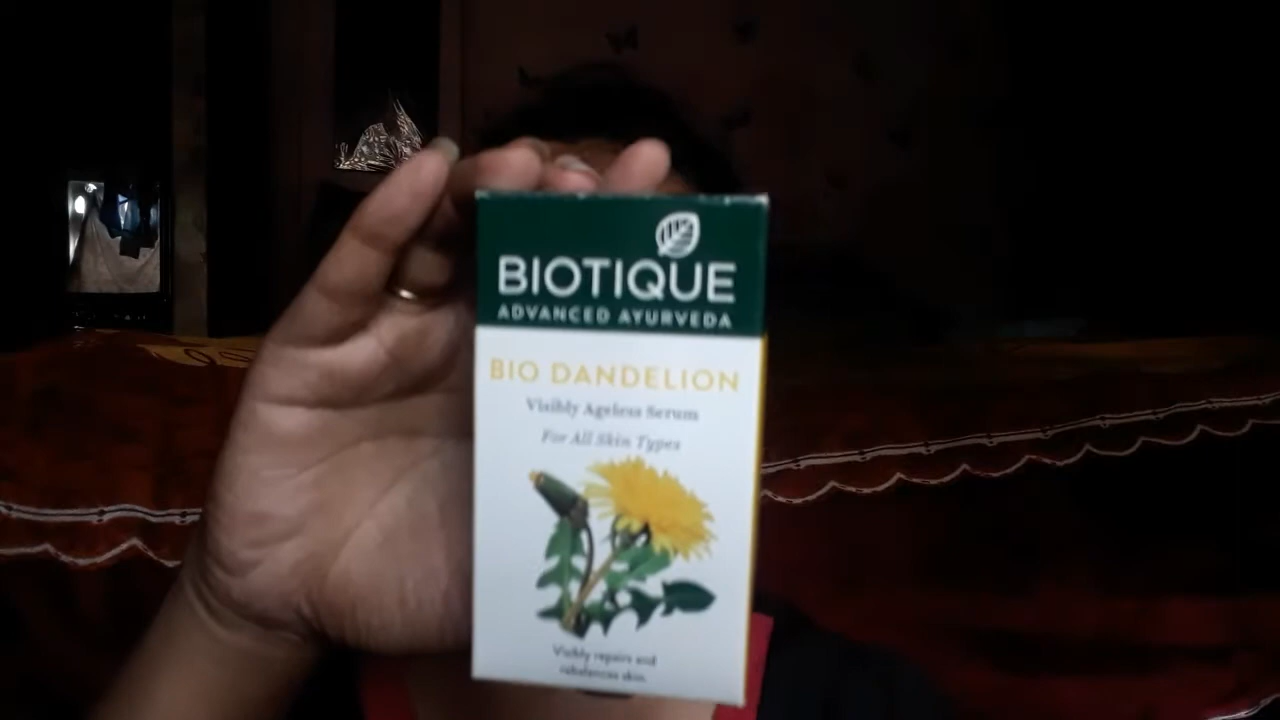 BIOTIQUE
ADVANCED AYURVEDA
BIO DANDELION
Visibly Ageless Serum
For All Skin Types
Visibly repairs and
rebalances skin.